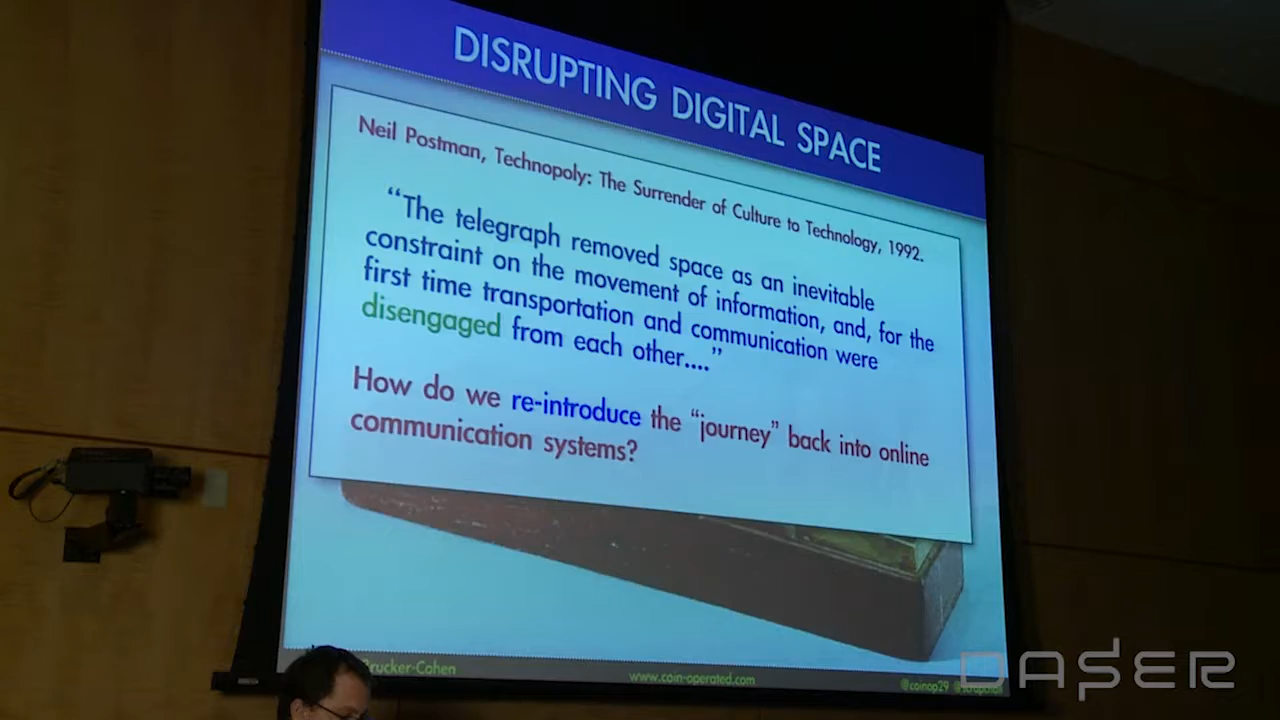 DISRUPTING DIGITAL SPACE
Neil Postman, Technopoly: The Surrender of Culture to Technology, 1992.
“The telegraph removed space as an inevitable
constraint on the movement of information, and, for the
first time transportation and communication were
disengaged from each other....”
How do we re-introduce the “journey” back into online
communication systems?
Brucker-Cohen
www.coin-operated.com
@coinop29
DASER